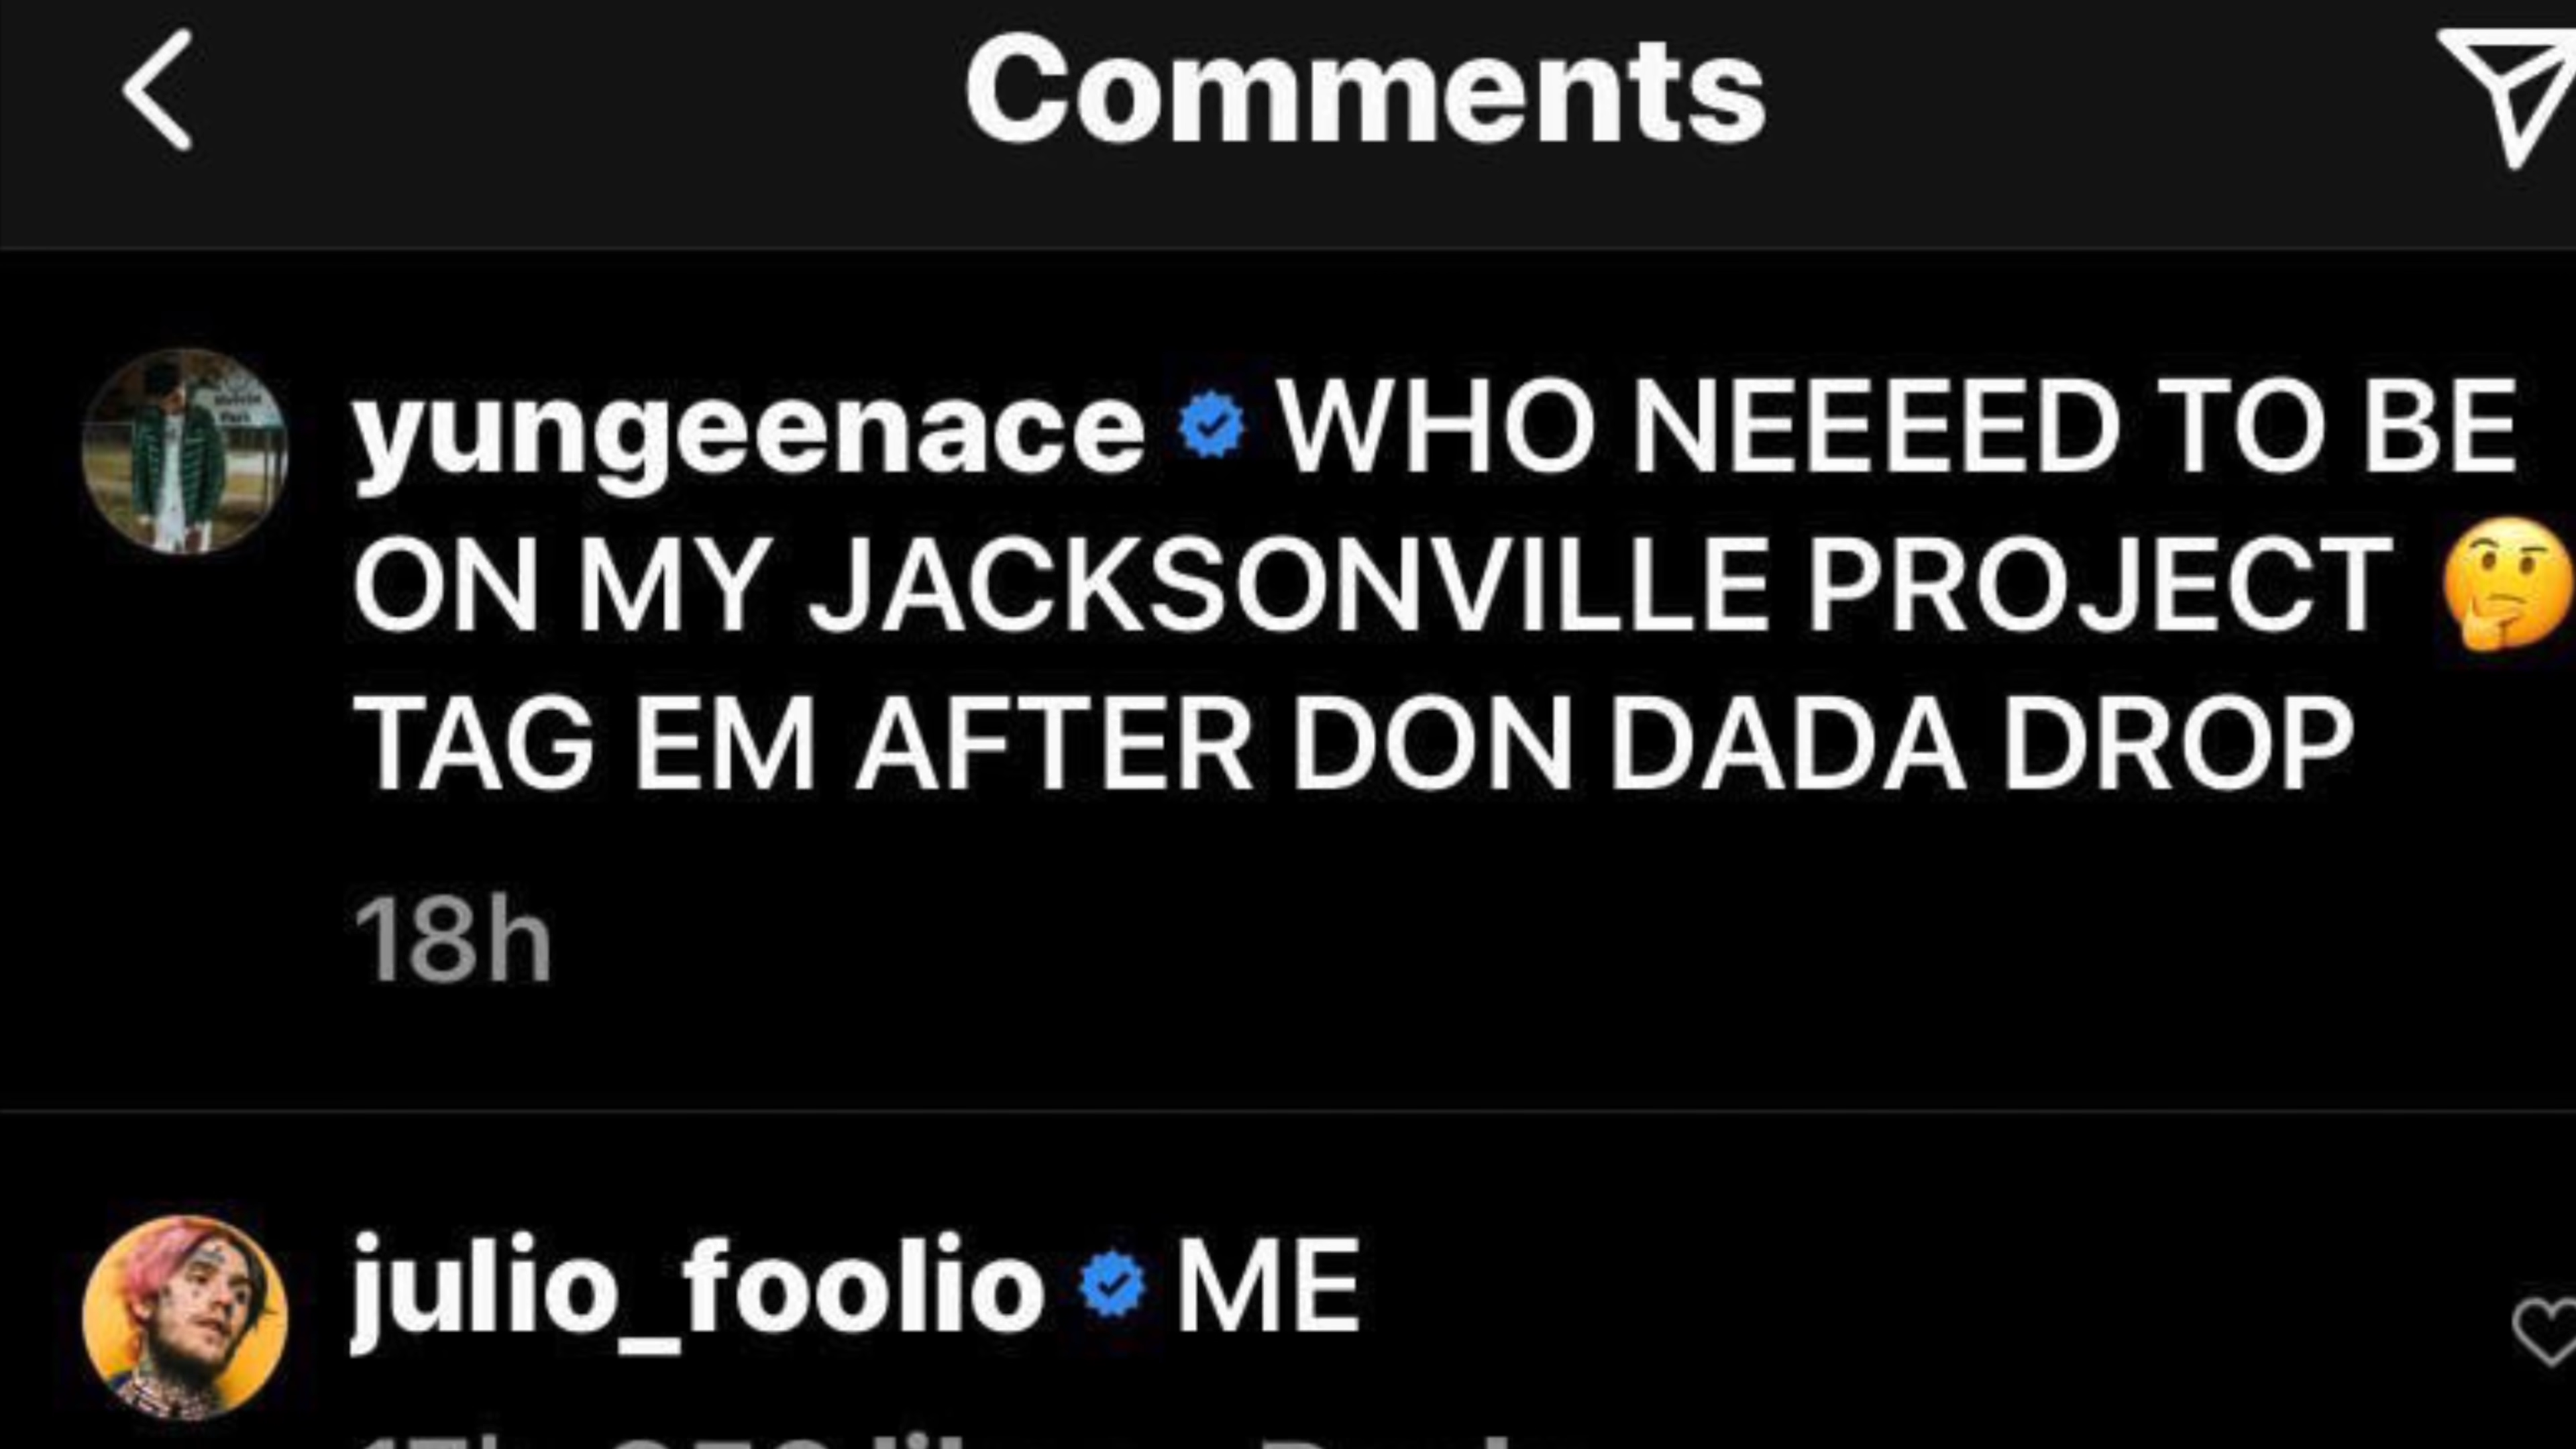 Comments
yungeenace WHO NEEEED TO BE
ON MY JACKSONVILLE PROJECT 🤔
TAG EM AFTER DON DADA DROP
18h
julio_foolio ME